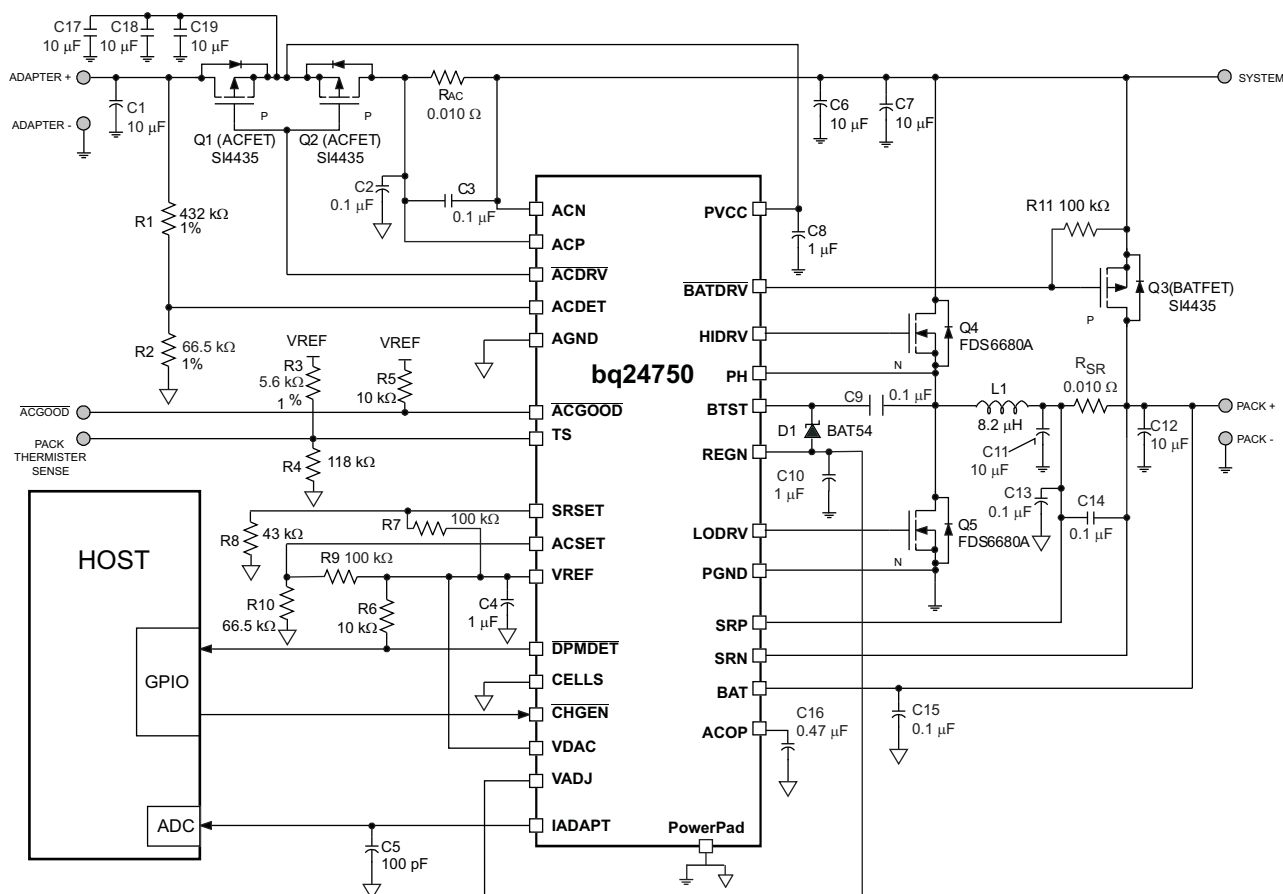 C17
10 µF
C18
10 µF
C19
10 µF
ADAPTER +
C1
10 µF
ADAPTER -
P
P
Q1 (ACFET)
SI4435
Q2 (ACFET)
SI4435
RAC
0.010 Ω
C6
10 µF
C7
10 µF
SYSTEM
R1
432 kΩ
1%
C2
0.1 µF
C3
0.1 µF
R2
66.5 kΩ
1%
VREF
R3
5.6 kΩ
1 %
VREF
R5
10 kΩ
ACGOOD
PACK
THERMISTER
SENSE
R4
118 kΩ
HOST
GPIO
ADC
R8
43 kΩ
R7
100 kΩ
R9 100 kΩ
R10
66.5 kΩ
R6
10 kΩ
C4
1 µF
C5
100 pF
bq24750
ACN
ACP
ACDRV
ACDET
AGND
ACGOOD
TS
SRSET
ACSET
VREF
DPMDET
CELLS
CHGEN
VDAC
VADJ
IADAPT
PVCC
BATDRV
HIDRV
PH
BTST
REGN
LODRV
PGND
SRP
SRN
BAT
ACOP
PowerPad
C8
1 µF
R11 100 kΩ
Q3(BATFET)
SI4435
P
Q4
FDS6680A
N
C9
0.1 µF
D1
BAT54
C10
1 µF
L1
8.2 µH
RSR
0.010 Ω
C11
10 µF
C12
10 µF
PACK +
PACK -
C13
0.1 µF
C14
0.1 µF
Q5
FDS6680A
N
C16
0.47 µF
C15
0.1 µF